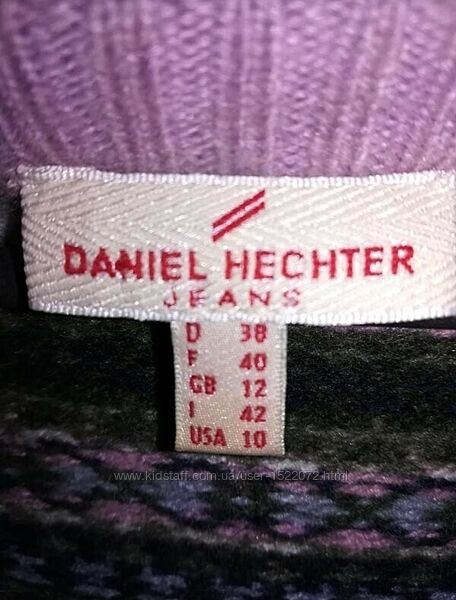 DANIEL HECHTER
JEANS
D 38
F 40
GB 12
I 42
USA 10
www.kidstaff.com.ua/user-1522072.html